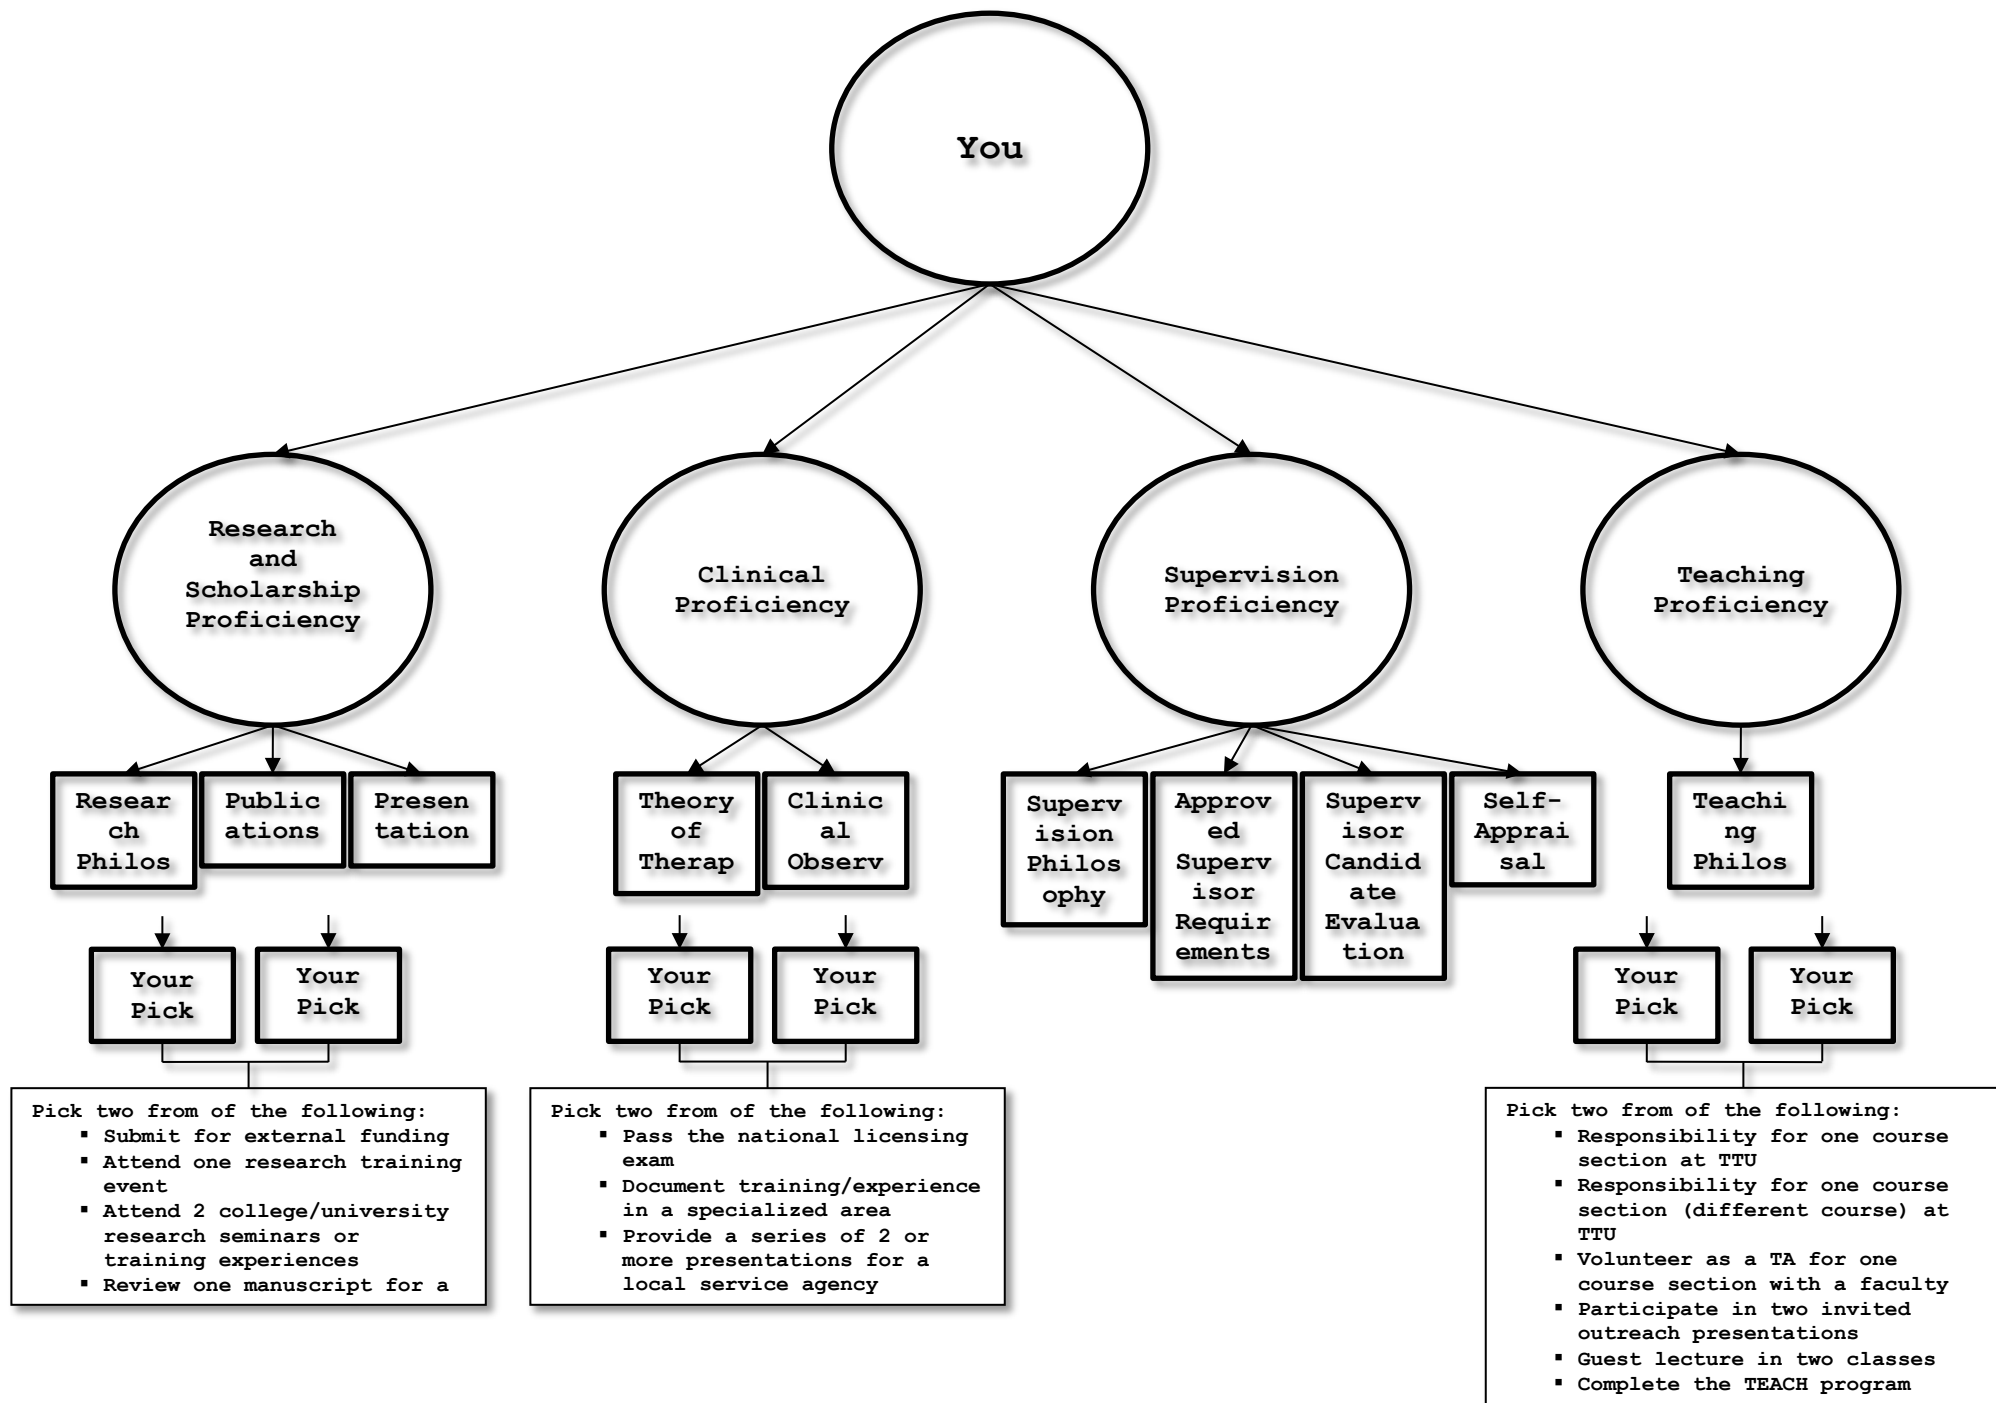 You
Research
and
Scholarship
Proficiency
Clinical
Proficiency
Supervision
Proficiency
Teaching
Proficiency
Resear
ch
Philos
Public
ations
Presen
tation
Theory
of
Therap
Clinic
al
Observ
Superv
ision
Philos
ophy
Approv
ed
Superv
isor
Requir
ements
Superv
isor
Candid
ate
Evalua
tion
Self-
Apprai
sal
Teachi
ng
Philos
Your
Pick
Your
Pick
Your
Pick
Your
Pick
Your
Pick
Your
Pick
Pick two from of the following:
▪ Submit for external funding
▪ Attend one research training
event
▪ Attend 2 college/university
research seminars or
training experiences
▪ Review one manuscript for a
Pick two from of the following:
▪ Pass the national licensing
exam
▪ Document training/experience
in a specialized area
▪ Provide a series of 2 or
more presentations for a
local service agency
Pick two from of the following:
▪ Responsibility for one course
section at TTU
▪ Responsibility for one course
section (different course) at
TTU
▪ Volunteer as a TA for one
course section with a faculty
▪ Participate in two invited
outreach presentations
▪ Guest lecture in two classes
▪ Complete the TEACH program